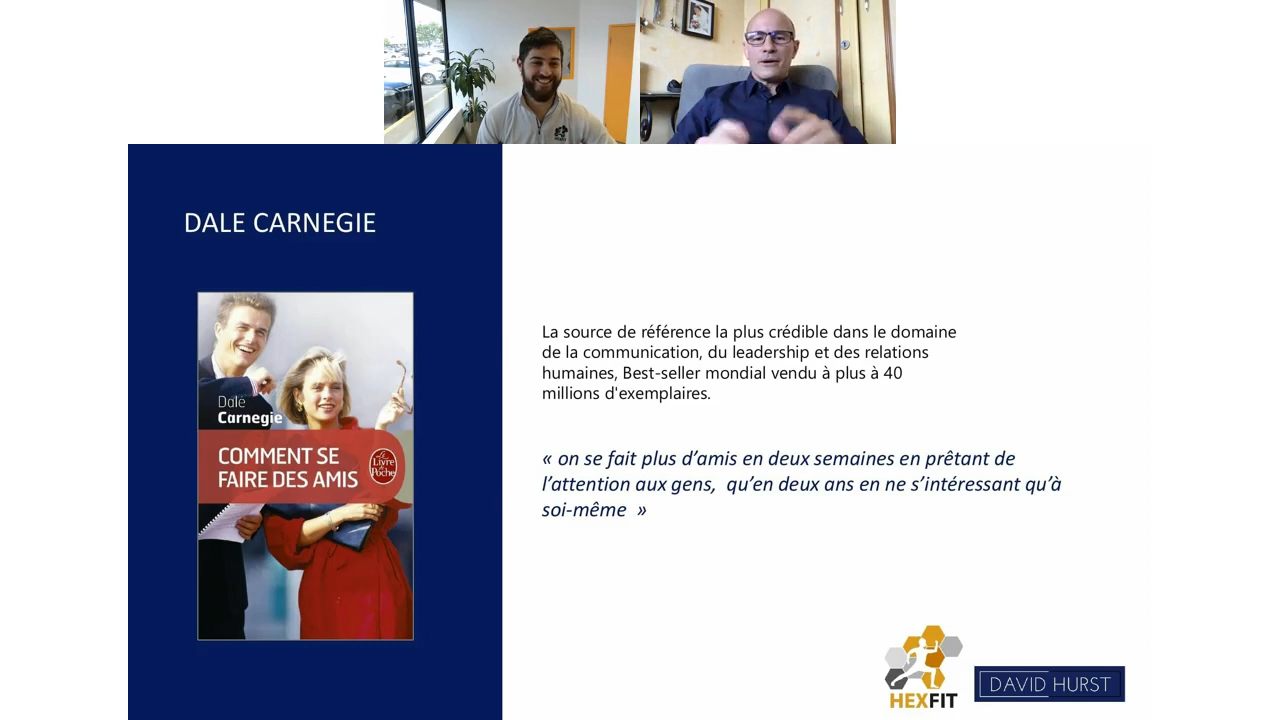 DALE CARNEGIE
Dale
Carnegie
COMMENT SE
FAIRE DES AMIS
Le
Livre
de
Poche
La source de référence la plus crédible dans le domaine
de la communication, du leadership et des relations
humaines, Best-seller mondial vendu à plus à 40
millions d'exemplaires.
« on se fait plus d’amis en deux semaines en prêtant de
l’attention aux gens, qu’en deux ans en ne s’intéressant qu’à
soi-même »
HEXFIT
DAVID HURST